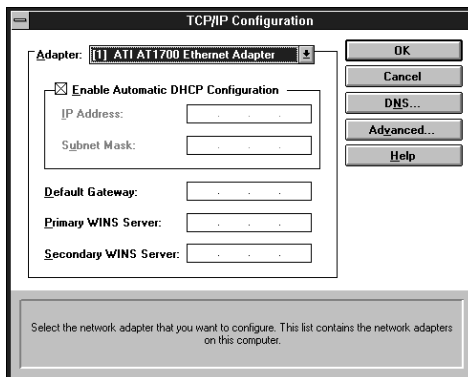 TCP/IP Configuration
Adapter: [1] ATI AT1700 Ethernet Adapter
Enable Automatic DHCP Configuration
IP Address: . . .
Subnet Mask: . . .
Default Gateway: . . .
Primary WINS Server: . . .
Secondary WINS Server: . . .
OK
Cancel
DNS...
Advanced...
Help
Select the network adapter that you want to configure. This list contains the network adapters
on this computer.